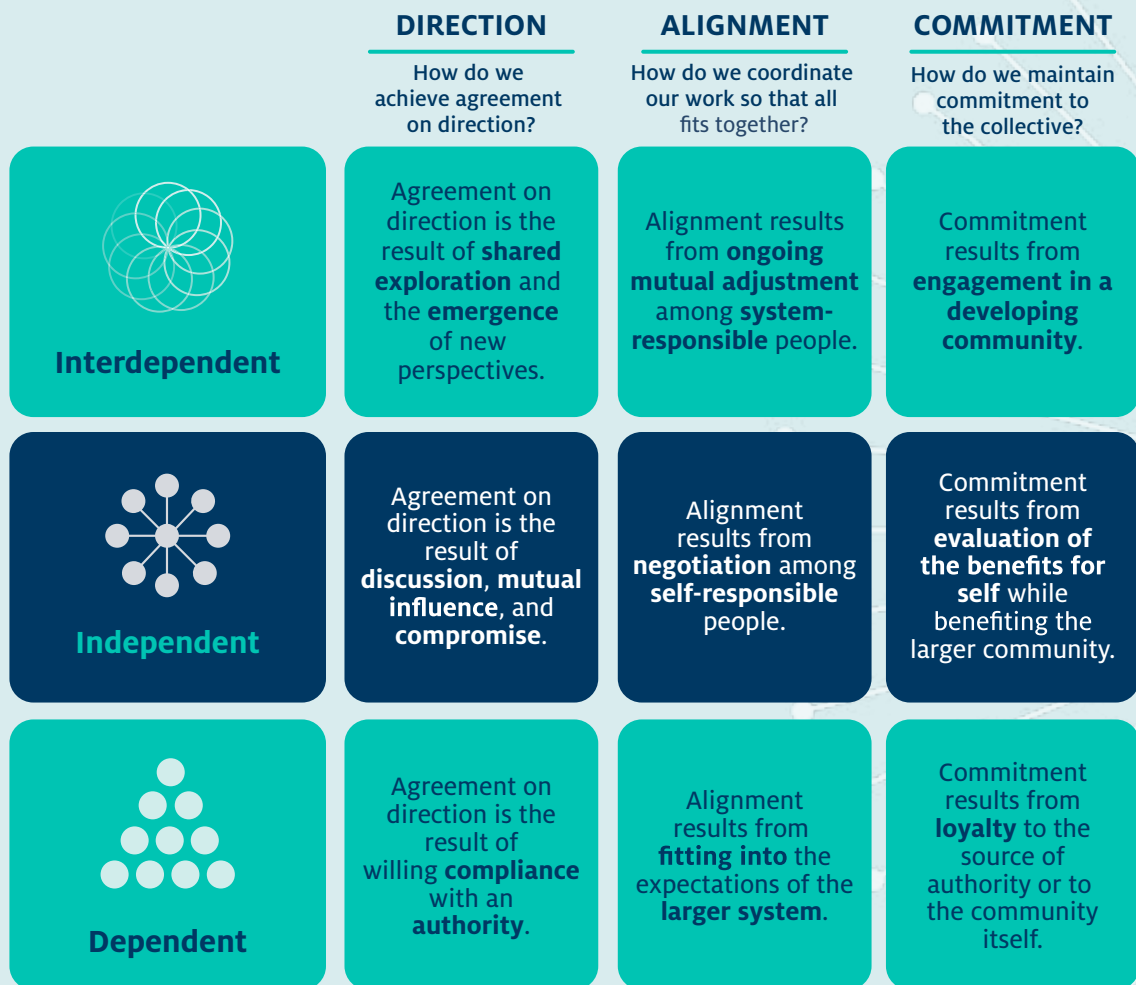 DIRECTION
How do we
achieve agreement
on direction?
ALIGNMENT
How do we coordinate
our work so that all
fits together?
COMMITMENT
How do we maintain
commitment to
the collective?
Interdependent
Agreement on
direction is the
result of shared
exploration and
the emergence
of new
perspectives.
Alignment results
from ongoing
mutual adjustment
among system-
responsible people.
Commitment
results from
engagement in a
developing
community.
Independent
Agreement on
direction is the
result of
discussion, mutual
influence, and
compromise.
Alignment
results from
negotiation among
self-responsible
people.
Commitment
results from
evaluation of
the benefits for
self while
benefiting the
larger community.
Dependent
Agreement on
direction is the
result of
willing compliance
with an
authority.
Alignment
results from
fitting into the
expectations of the
larger system.
Commitment
results from
loyalty to the
source of
authority or to
the community
itself.